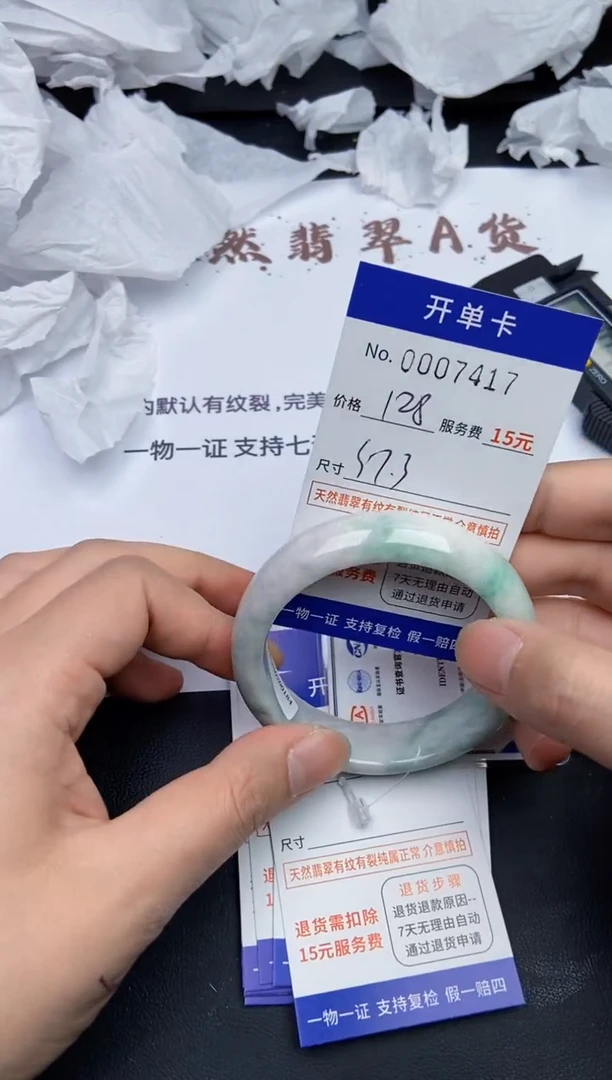 然翡翠A货
开单卡
No. 0007417
价格 128 服务费 15元
尺寸 57.3
的默认有纹裂,完美
一物一证 支持七
天然翡翠有纹有裂纯属正常 介意慎拍
服务费
7天无理由自动
通过退货申请
一物一证 支持复检 假一赔四
开
证书查询
IDENT
尺寸
天然翡翠有纹有裂纯属正常 介意慎拍
退货需扣除
15元服务费
退货步骤
退货退款原因--
7天无理由自动
通过退货申请
一物一证 支持复检 假一赔四